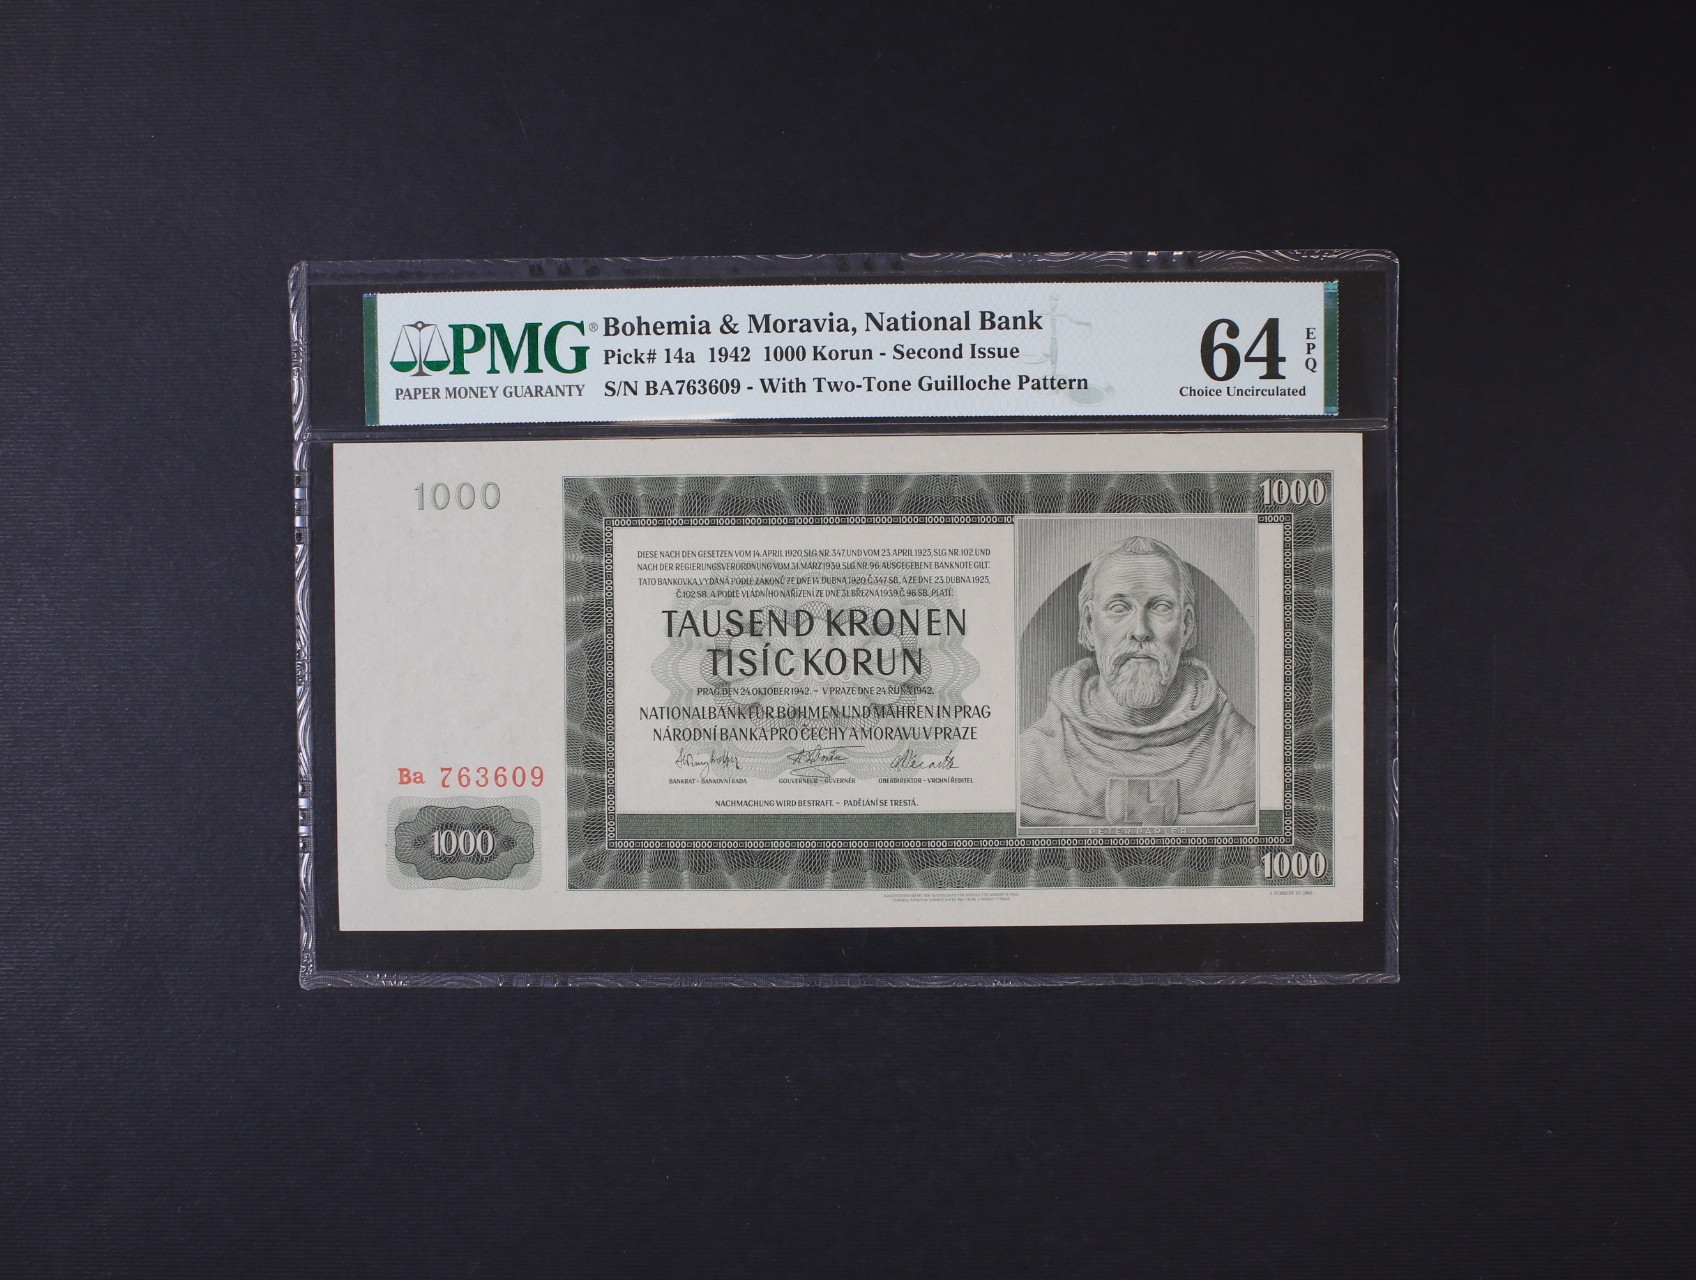 PMG®
PAPER MONEY GUARANTY
Bohemia & Moravia, National Bank
Pick# 14a 1942 1000 Korun - Second Issue
S/N BA763609 - With Two-Tone Guilloche Pattern
64 EPQ
Choice Uncirculated
1000
1000
DIESE NACH DEN GESETZEN VOM 14. APRIL 1920, SLG. NR. 347, UND VOM 23. APRIL 1925, SLG. NR. 102, UND
NACH DER REGIERUNGSVERORDNUNG VOM 31. MÄRZ 1939, SLG. NR. 96, AUSGEGEBENE BANKNOTE GILT.
TATO BANKOVKA, VYDANÁ PODLE ZÁKONŮ ZE DNE 14. DUBNA 1920, Č. 347 SB., A ZE DNE 23. DUBNA 1925,
Č. 102 SB., A PODLE VLÁDNÍHO NAŘÍZENÍ ZE DNE 31. BŘEZNA 1939, Č. 96 SB., PLATÍ.
TAUSEND KRONEN
TISÍC KORUN
PRAG, DEN 24. OKTOBER 1942. - V PRAZE DNE 24. ŘÍJNA 1942.
NATIONALBANK FÜR BÖHMEN UND MÄHREN IN PRAG
NÁRODNÍ BANKA PRO ČECHY A MORAVU V PRAZE
BANKRAT - BANKOVNÍ RADA
GOUVERNEUR - GUVERNÉR
OBERDIREKTOR - VRCHNÍ ŘEDITEL
NACHMACHUNG WIRD BESTRAFT. - PADĚLÁNÍ SE TRESTÁ.
PETER PARLER
Ba 763609
1000
1000